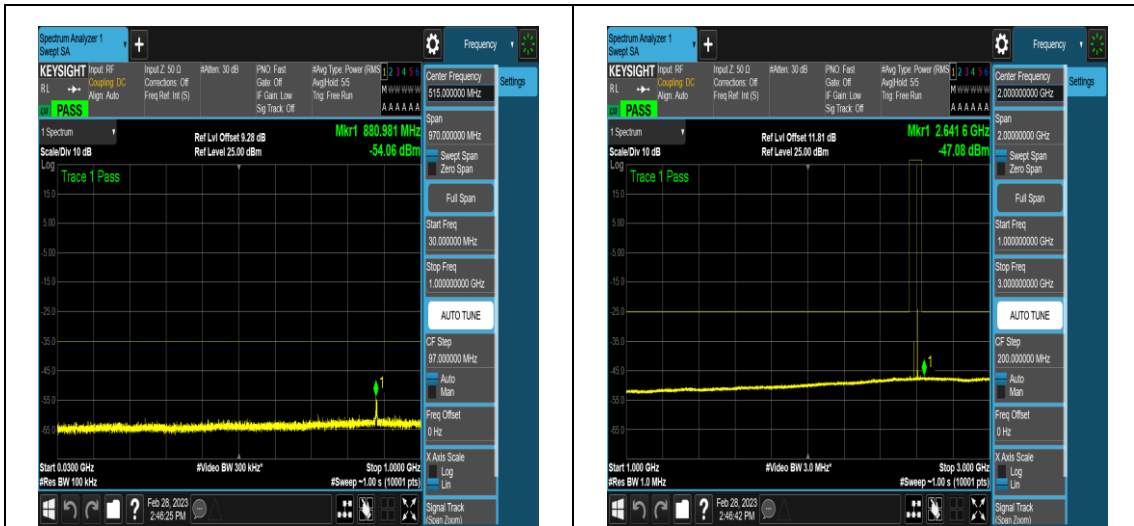 Spectrum Analyzer 1
Swept SA
+
Frequency
KEYSIGHT
RL
Input: RF
Coupling: DC
Align: Auto
Input Z: 50 Ω
Corrections: Off
Freq Ref: Int (S)
#Atten: 30 dB
PNO: Fast
Gate: Off
IF Gain: Low
Sig Track: Off
#Avg Type: Power (RMS
Avg|Hold: 5/5
Trig: Free Run
1 2 3 4 5 6
M W W W W W
A A A A A A
PASS
Center Frequency
515.000000 MHz
Settings
1 Spectrum
Scale/Div 10 dB
Ref Lvl Offset 9.28 dB
Ref Level 25.00 dBm
Mkr1 880.981 MHz
-54.06 dBm
Log
Trace 1 Pass
15.0
5.00
-5.00
-15.0
-25.0
-35.0
-45.0
-55.0
-65.0
1
Start 0.0300 GHz
#Res BW 100 kHz
#Video BW 300 kHz*
Stop 1.0000 GHz
#Sweep ~1.00 s (10001 pts)
Span
970.000000 MHz
Swept Span
Zero Span
Full Span
Start Freq
30.000000 MHz
Stop Freq
1.000000000 GHz
AUTO TUNE
CF Step
97.000000 MHz
Auto
Man
Freq Offset
0 Hz
X Axis Scale
Log
Lin
Signal Track
(Span Zoom)
?
Feb 28, 2023
2:46:25 PM
Spectrum Analyzer 1
Swept SA
+
Frequency
KEYSIGHT
RL
Input: RF
Coupling: DC
Align: Auto
Input Z: 50 Ω
Corrections: Off
Freq Ref: Int (S)
#Atten: 30 dB
PNO: Fast
Gate: Off
IF Gain: Low
Sig Track: Off
#Avg Type: Power (RMS
Avg|Hold: 5/5
Trig: Free Run
1 2 3 4 5 6
M W W W W W
A A A A A A
PASS
Center Frequency
2.000000000 GHz
Settings
1 Spectrum
Scale/Div 10 dB
Ref Lvl Offset 11.81 dB
Ref Level 25.00 dBm
Mkr1 2.641 6 GHz
-47.08 dBm
Log
Trace 1 Pass
15.0
5.00
-5.00
-15.0
-25.0
-35.0
-45.0
-55.0
-65.0
1
Start 1.000 GHz
#Res BW 1.0 MHz
#Video BW 3.0 MHz*
Stop 3.000 GHz
#Sweep ~1.00 s (10001 pts)
Span
2.00000000 GHz
Swept Span
Zero Span
Full Span
Start Freq
1.000000000 GHz
Stop Freq
3.000000000 GHz
AUTO TUNE
CF Step
200.000000 MHz
Auto
Man
Freq Offset
0 Hz
X Axis Scale
Log
Lin
Signal Track
(Span Zoom)
?
Feb 28, 2023
2:46:42 PM